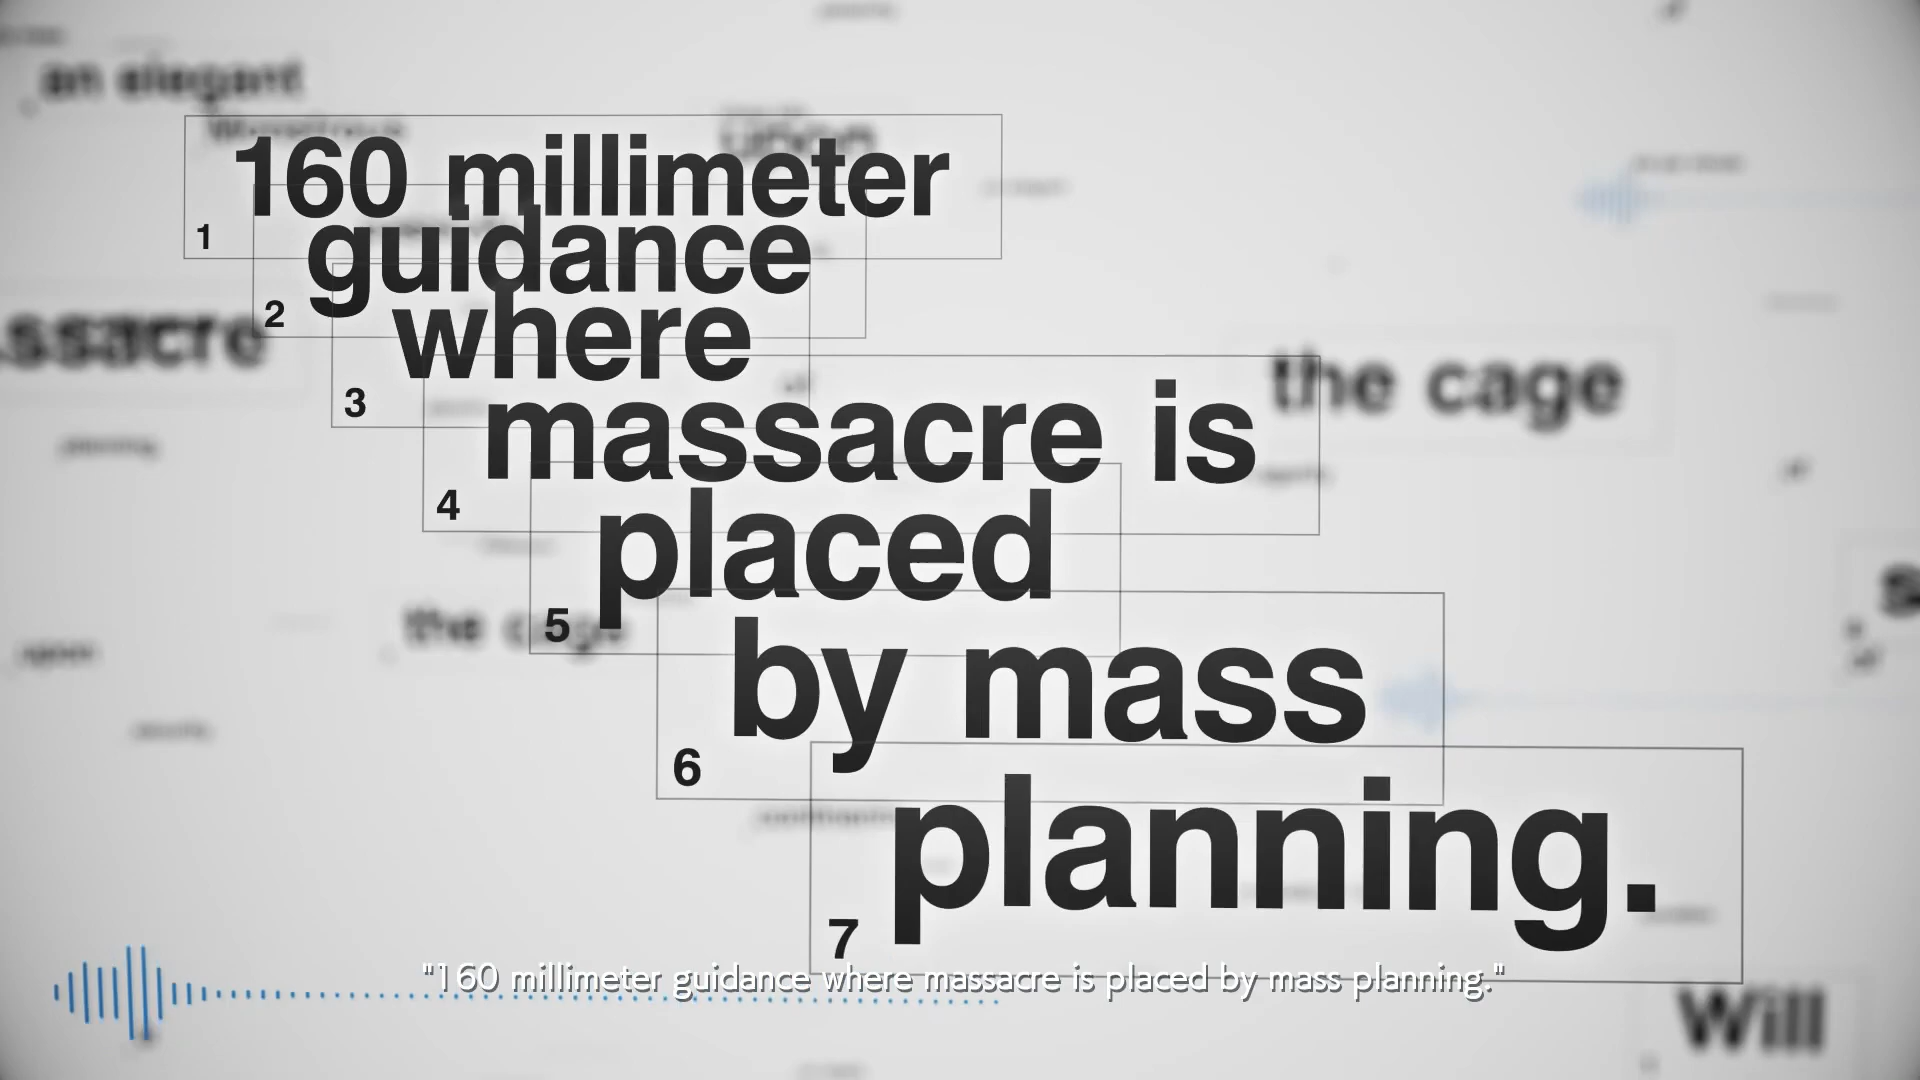 an elegant
160 millimeter
1
guidance
2
where
3
massacre is
4
the cage
placed
5
the cage
by mass
6
planning.
7
"160 millimeter guidance where massacre is placed by mass planning."
Will